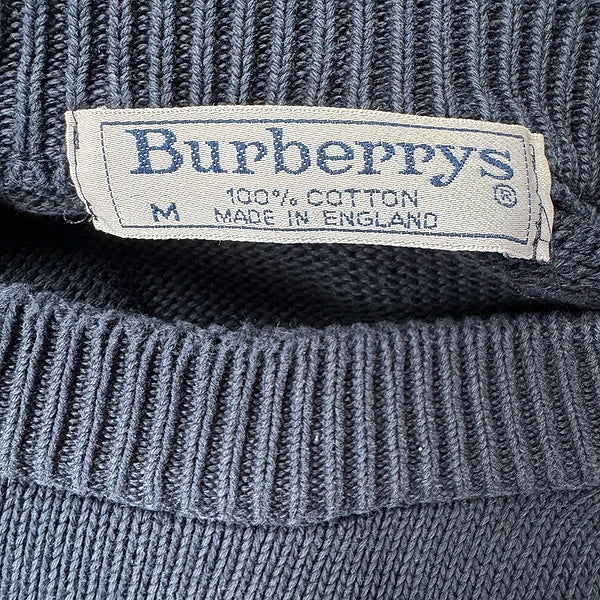 Burberrys®
100% COTTON
M MADE IN ENGLAND